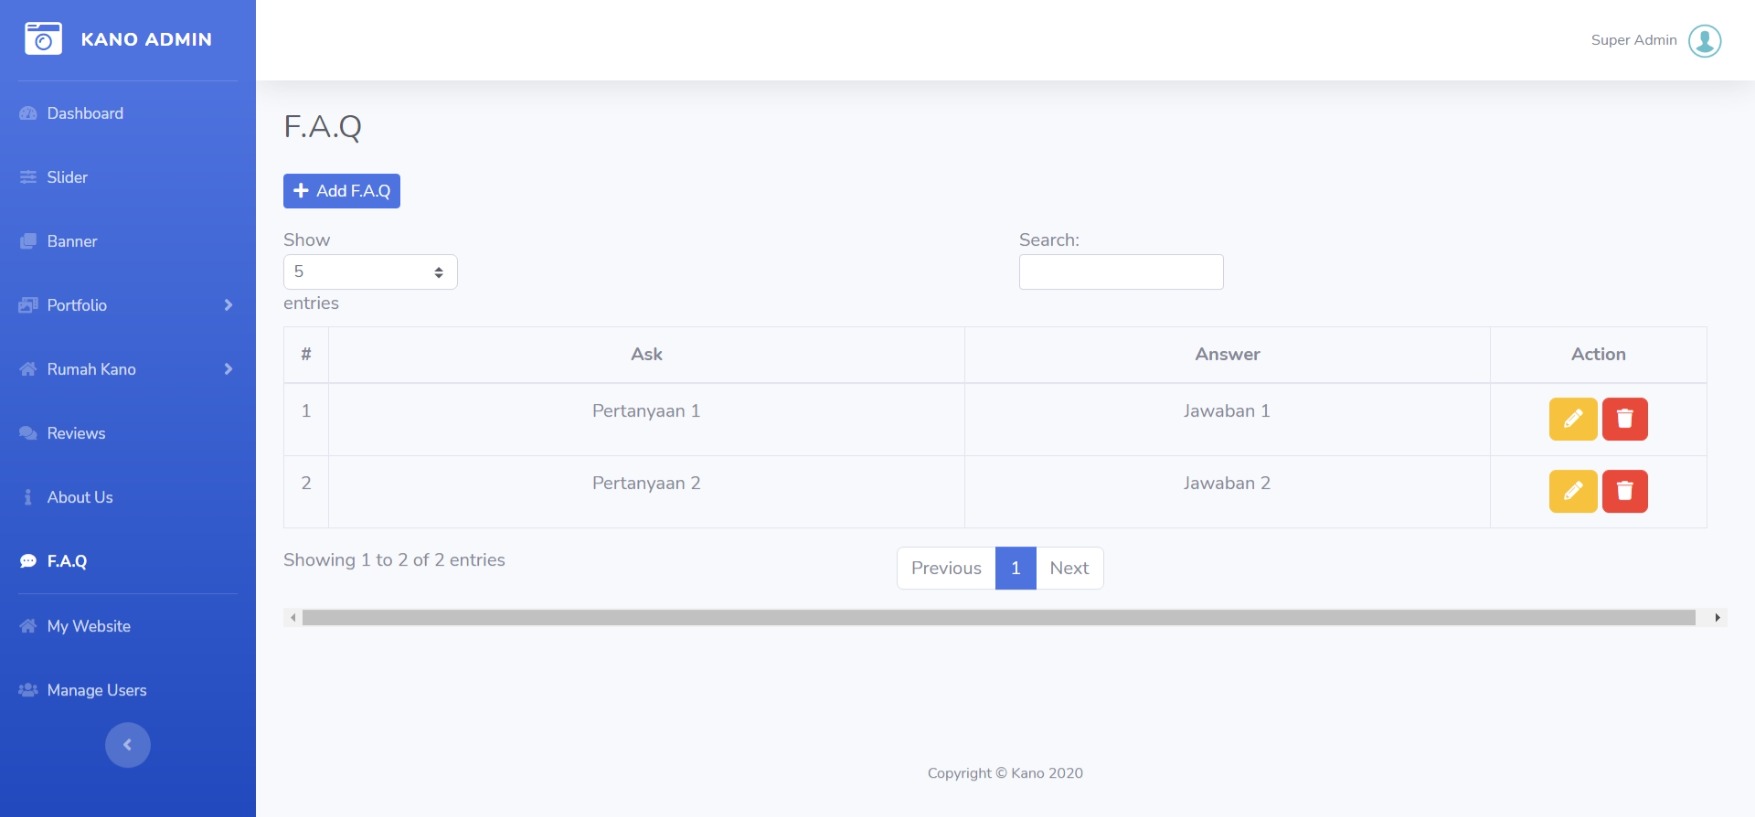 KANO ADMIN
Super Admin
Dashboard
Slider
Banner
Portfolio
Rumah Kano
Reviews
About Us
F.A.Q
My Website
Manage Users
F.A.Q
Add F.A.Q
Show
5
entries
Search:
# Ask Answer Action
1 Pertanyaan 1 Jawaban 1
2 Pertanyaan 2 Jawaban 2
Showing 1 to 2 of 2 entries
Previous 1 Next
Copyright © Kano 2020